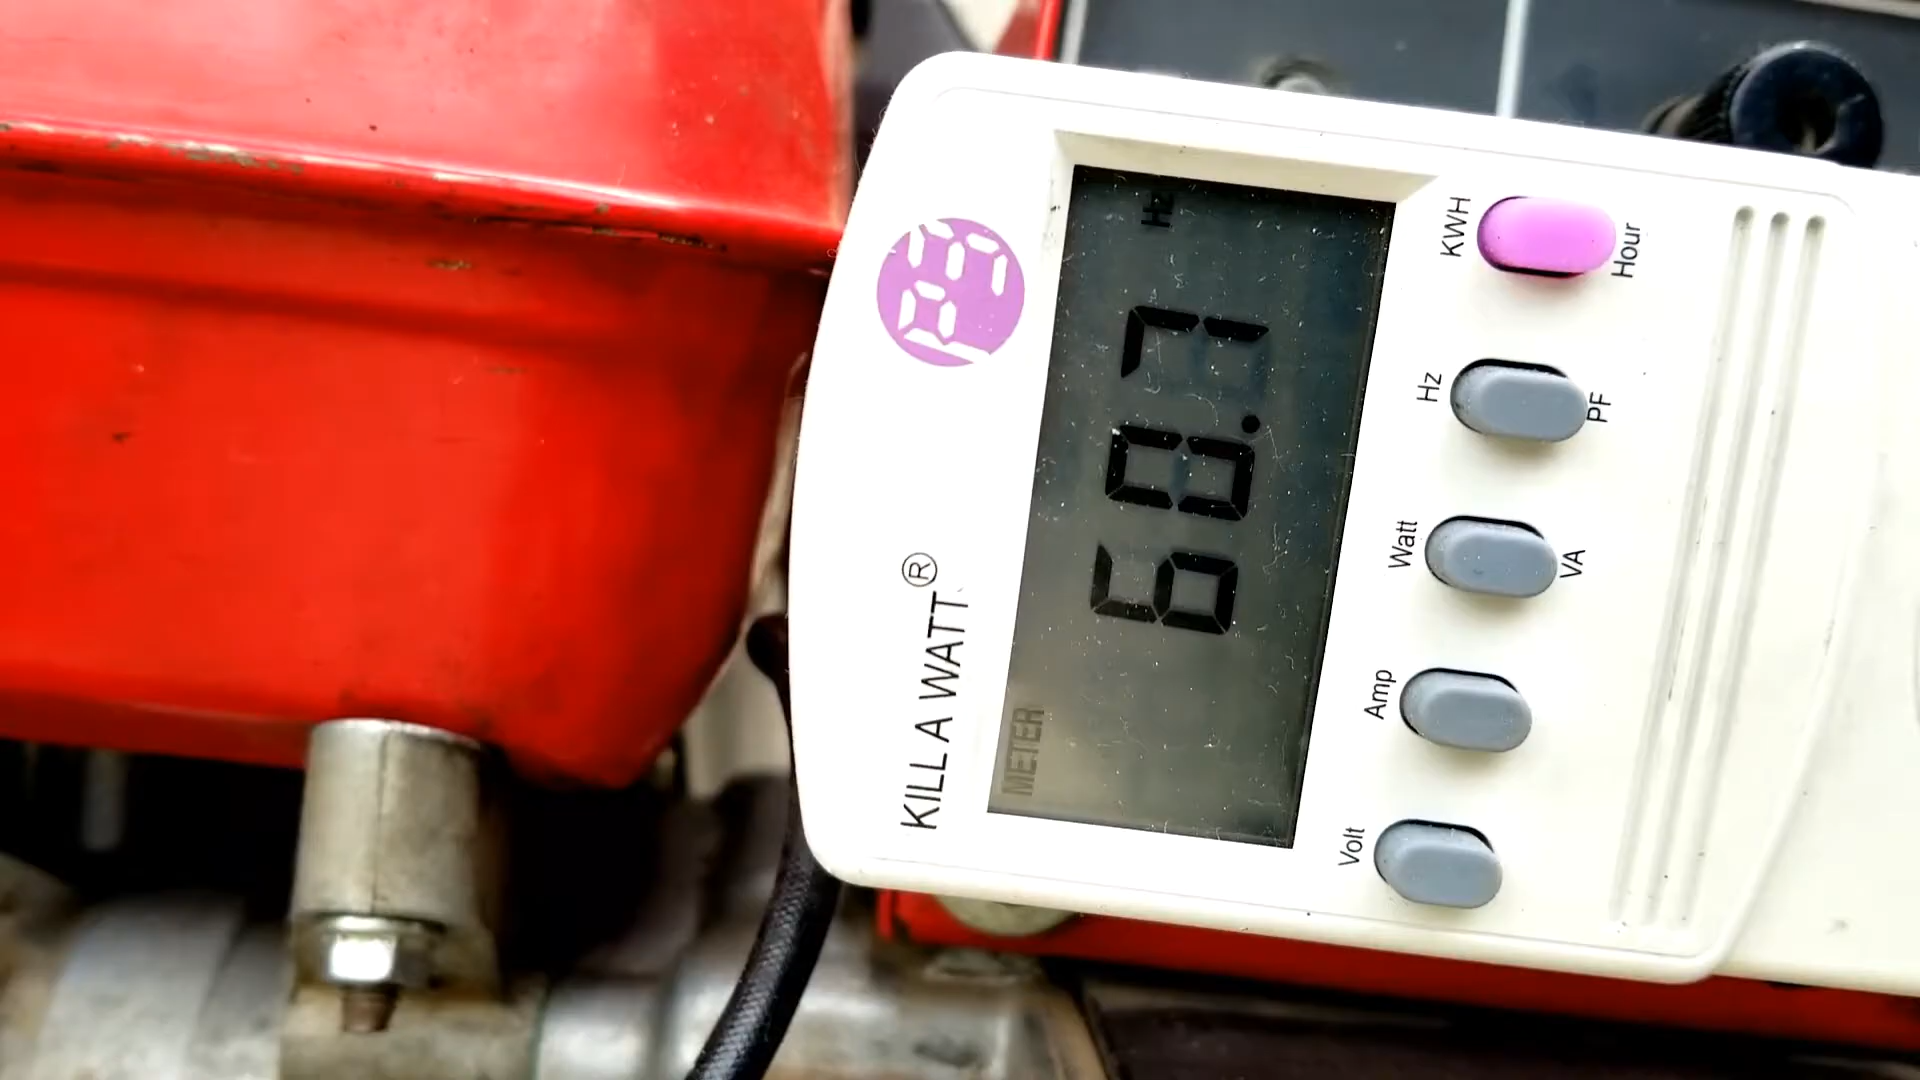 KILL A WATT®
METER
60.7
Hz
Volt
Amp
Watt
VA
Hz
PF
KWH
Hour